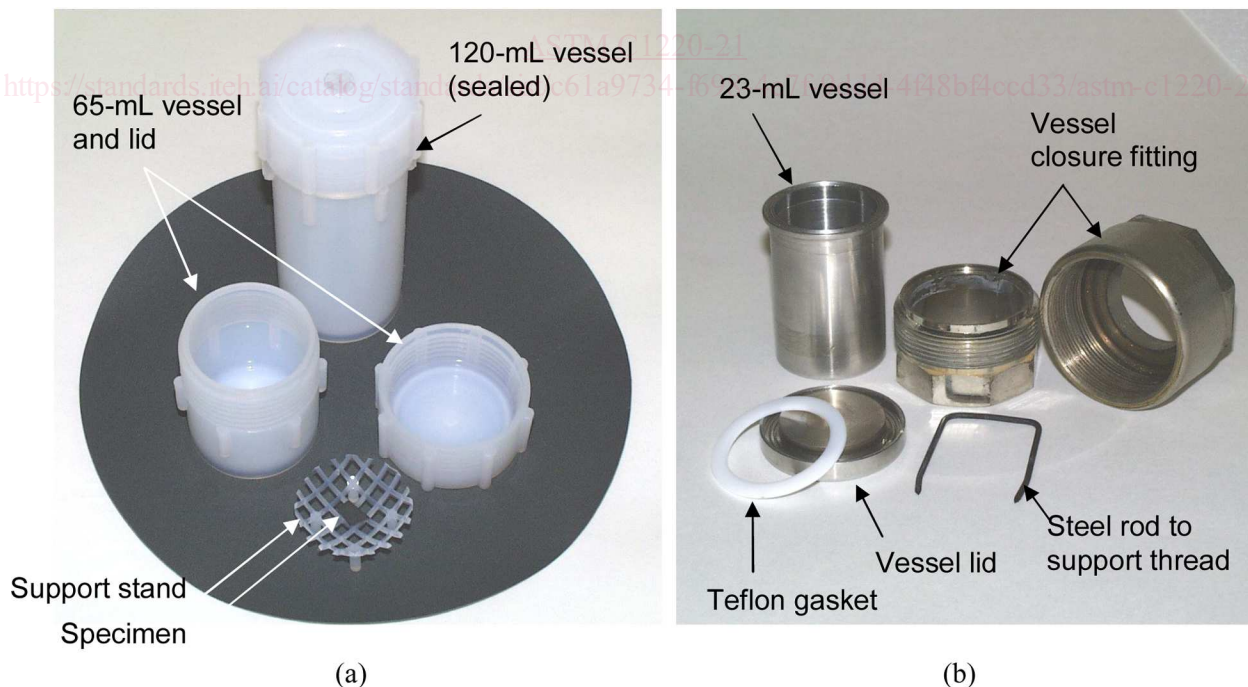 ASTM C1220-21
120-mL vessel
(sealed)
65-mL vessel
and lid
23-mL vessel
Vessel
closure fitting
Support stand
Specimen
Teflon gasket
Vessel lid
Steel rod to
support thread
(a)
(b)